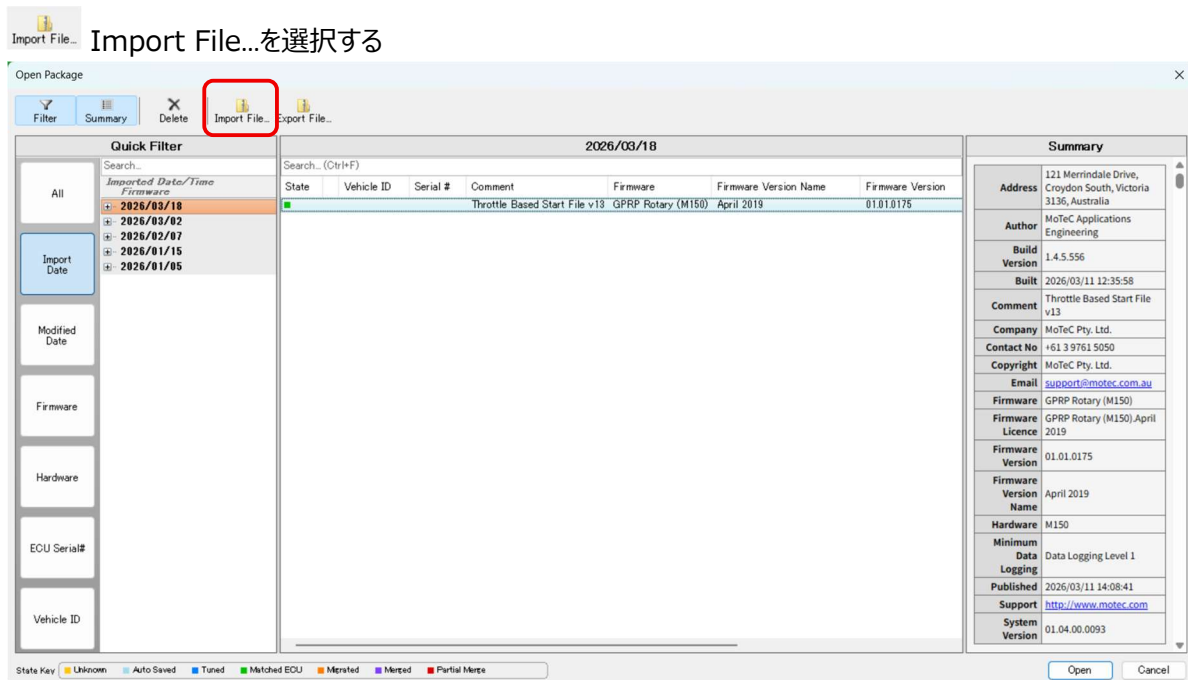 Import File...
Import File...を選択する
Open Package
Filter
Summary
Delete
Import File...
Export File...
Quick Filter
2026/03/18
Summary
All
Import
Date
Modified
Date
Firmware
Hardware
ECU Serial#
Vehicle ID
Search...
Imported Date/Time
Firmware
2026/03/18
2026/03/02
2026/02/07
2026/01/15
2026/01/05
Search... (Ctrl+F)
State Vehicle ID Serial # Comment Firmware Firmware Version Name Firmware Version
Throttle Based Start File v13 GPRP Rotary (M150) April 2019 01.01.0175
Address 121 Merrindale Drive,
Croydon South, Victoria
3136, Australia
Author MoTeC Applications
Engineering
Build
Version 1.4.5.556
Built 2026/03/11 12:35:58
Comment Throttle Based Start File
v13
Company MoTeC Pty. Ltd.
Contact No +61 3 9761 5050
Copyright MoTeC Pty. Ltd.
Email support@motec.com.au
Firmware GPRP Rotary (M150)
Firmware
Licence GPRP Rotary (M150).April
2019
Firmware
Version 01.01.0175
Firmware
Version
Name April 2019
Hardware M150
Minimum
Data
Logging Data Logging Level 1
Published 2026/03/11 14:08:41
Support http://www.motec.com
System
Version 01.04.00.0093
State Key Unknown Auto Saved Tuned Matched ECU Migrated Merged Partial Merge
Open
Cancel